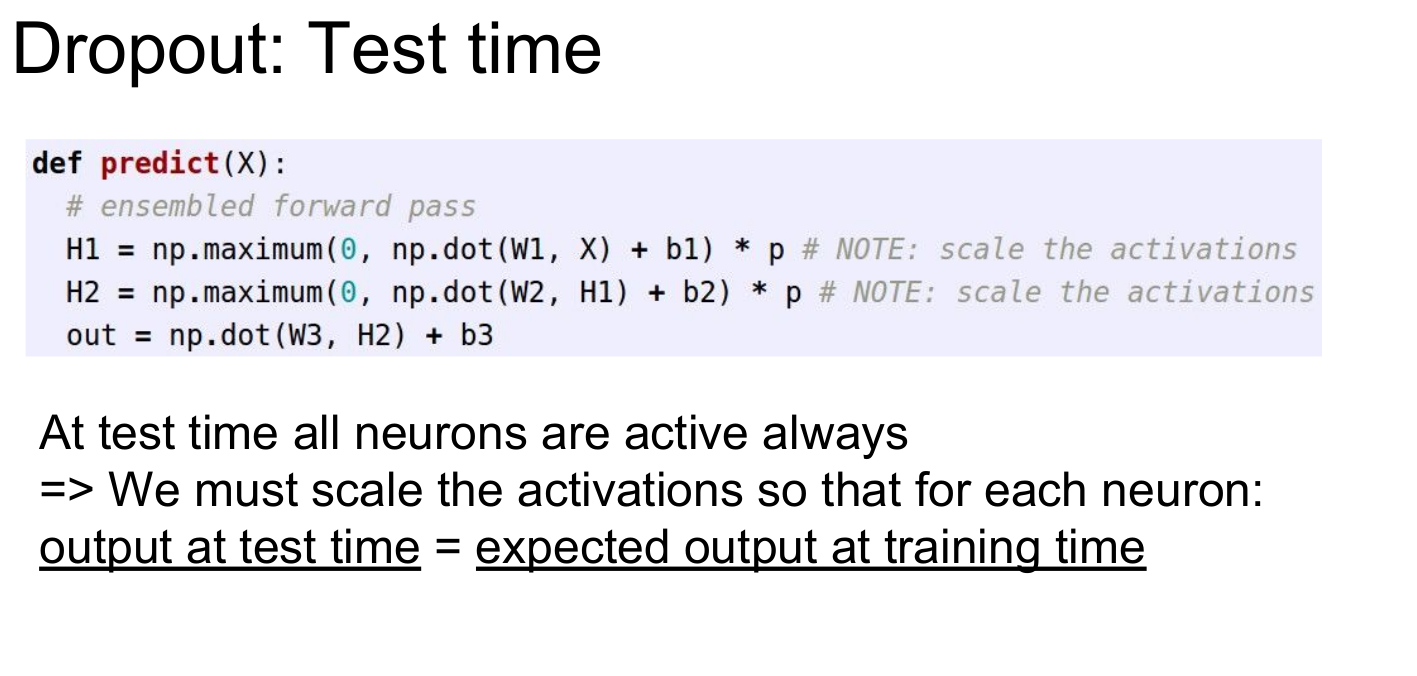 Dropout: Test time
def predict(X):
  # ensembled forward pass
  H1 = np.maximum(0, np.dot(W1, X) + b1) * p # NOTE: scale the activations
  H2 = np.maximum(0, np.dot(W2, H1) + b2) * p # NOTE: scale the activations
  out = np.dot(W3, H2) + b3
At test time all neurons are active always
=> We must scale the activations so that for each neuron:
output at test time = expected output at training time